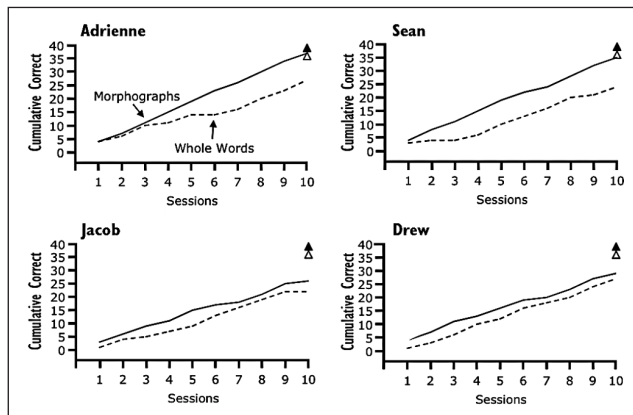 Adrienne
Cumulative Correct
40
35
30
25
20
15
10
5
0
Morphographs
Whole Words
1 2 3 4 5 6 7 8 9 10
Sessions
Sean
Cumulative Correct
40
35
30
25
20
15
10
5
0
1 2 3 4 5 6 7 8 9 10
Sessions
Jacob
Cumulative Correct
40
35
30
25
20
15
10
5
0
1 2 3 4 5 6 7 8 9 10
Sessions
Drew
Cumulative Correct
40
35
30
25
20
15
10
5
0
1 2 3 4 5 6 7 8 9 10
Sessions